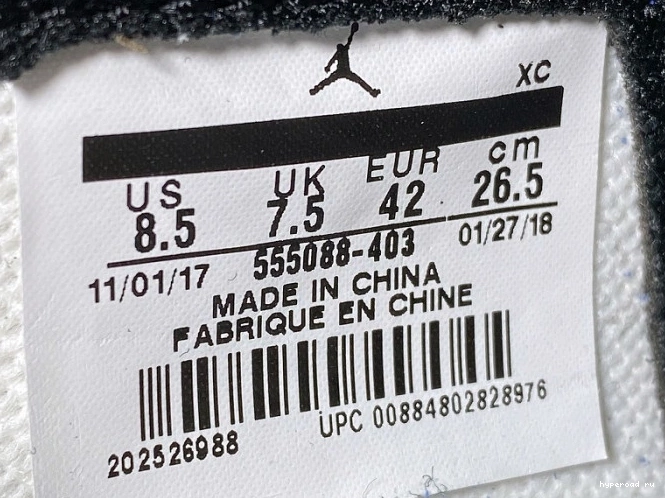 XC
US UK EUR cm
8.5 7.5 42 26.5
11/01/17 555088-403 01/27/18
MADE IN CHINA
FABRIQUE EN CHINE
UPC 00884802828976
202526988
hyperoad.ru